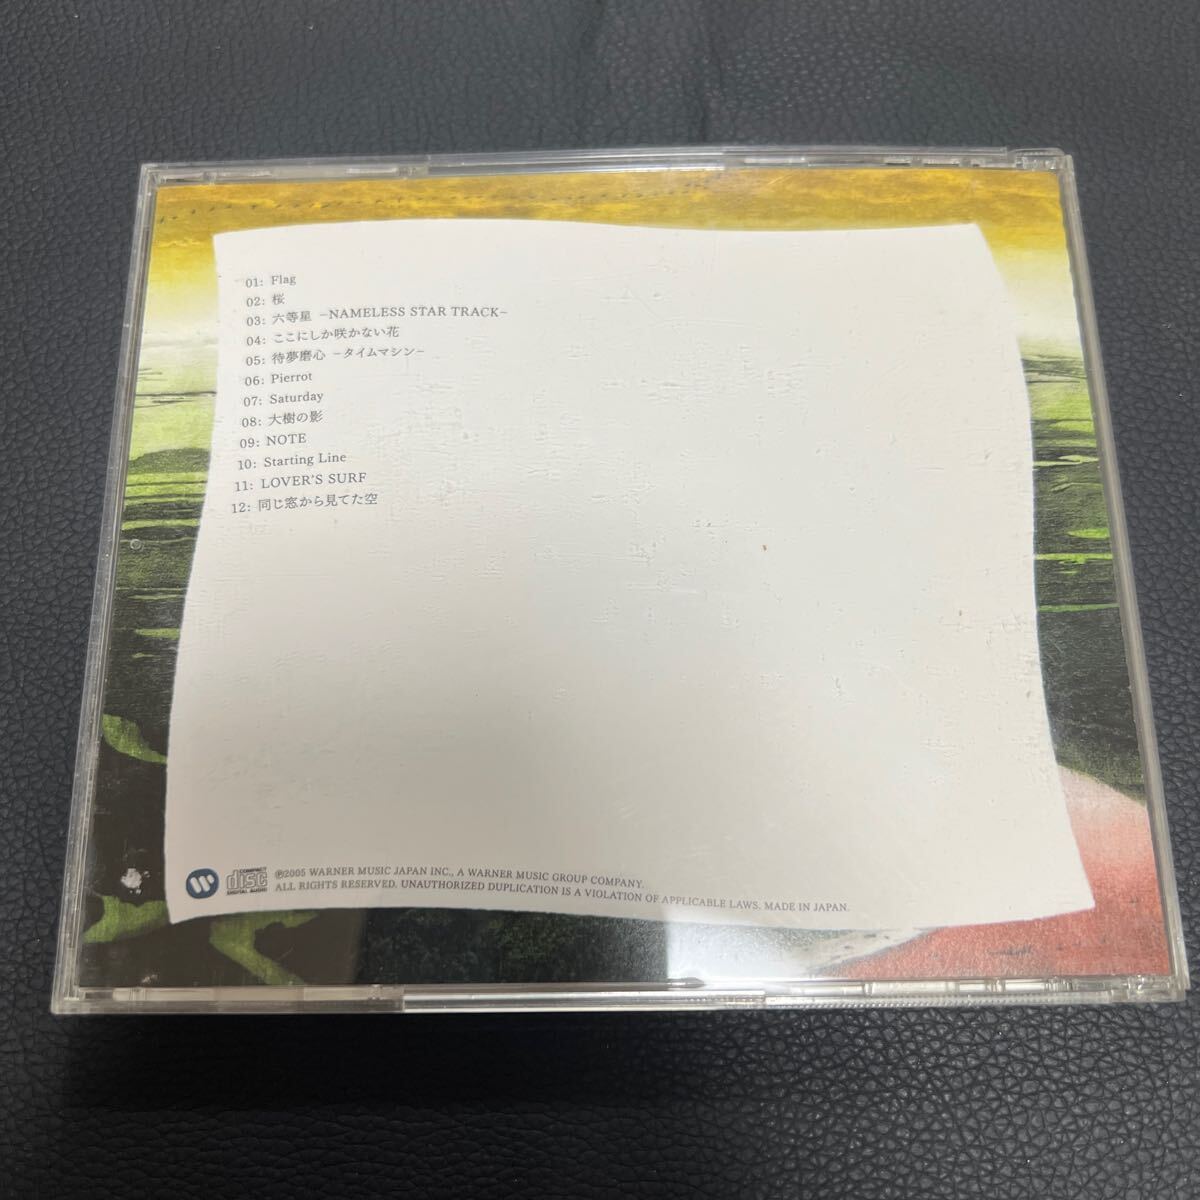 01: Flag
02: 桜
03: 六等星 −NAMELESS STAR TRACK−
04: ここにしか咲かない花
05: 待夢磨心 −タイムマシン−
06: Pierrot
07: Saturday
08: 大樹の影
09: NOTE
10: Starting Line
11: LOVER'S SURF
12: 同じ窓から見てた空
COMPACT
disc
DIGITAL AUDIO
℗2005 WARNER MUSIC JAPAN INC., A WARNER MUSIC GROUP COMPANY.
ALL RIGHTS RESERVED. UNAUTHORIZED DUPLICATION IS A VIOLATION OF APPLICABLE LAWS. MADE IN JAPAN.